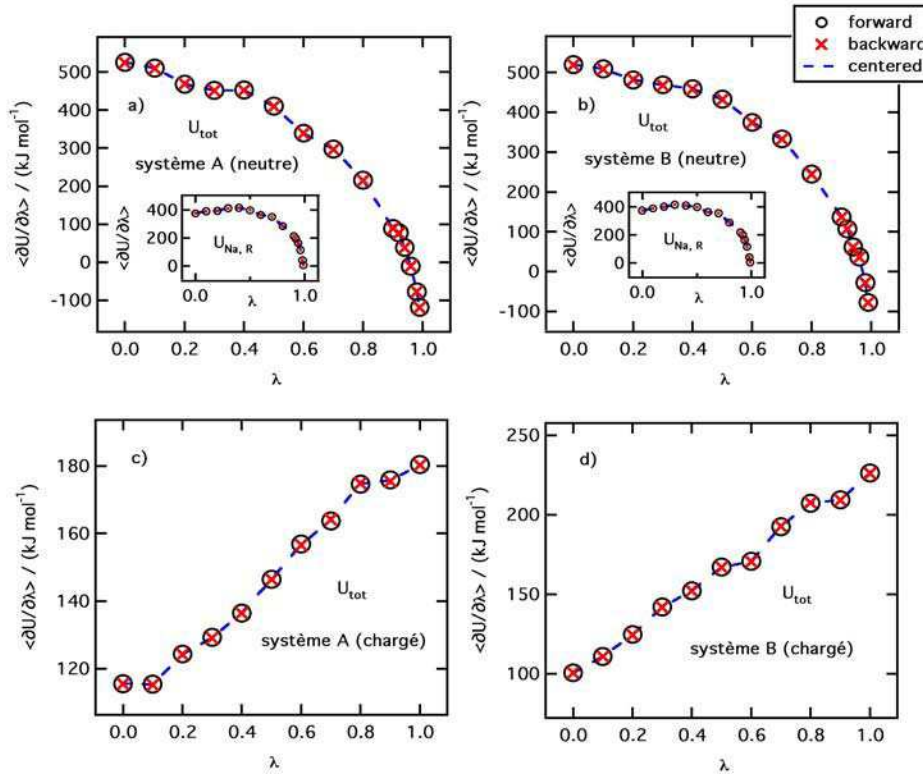 forward
backward
centered
a)
U_tot
système A (neutre)
<∂U/∂λ> / (kJ mol⁻¹)
500
400
300
200
100
0
-100
0.0 0.2 0.4 0.6 0.8 1.0
λ
<∂U/∂λ>
400
200
0
U_Na, R
0.0 1.0
λ
b)
U_tot
système B (neutre)
<∂U/∂λ> / (kJ mol⁻¹)
500
400
300
200
100
0
-100
0.0 0.2 0.4 0.6 0.8 1.0
λ
<∂U/∂λ>
400
200
0
U_Na, R
0.0 1.0
λ
c)
U_tot
système A (chargé)
<∂U/∂λ> / (kJ mol⁻¹)
180
160
140
120
0.0 0.2 0.4 0.6 0.8 1.0
λ
d)
U_tot
système B (chargé)
<∂U/∂λ> / (kJ mol⁻¹)
250
200
150
100
0.0 0.2 0.4 0.6 0.8 1.0
λ